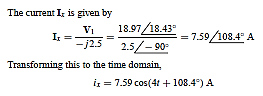 The current Iₓ is given by
Iₓ = V₁ / −j2.5 = 18.97/18.43° / 2.5/− 90° = 7.59/108.4° A
Transforming this to the time domain,
iₓ = 7.59 cos(4t + 108.4°) A